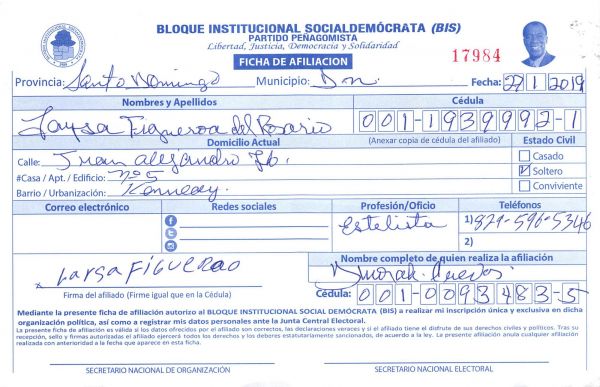 BLOQUE INSTITUCIONAL SOCIALDEMÓCRATA (BIS)
PARTIDO PEÑAGOMISTA
Libertad, Justicia, Democracia y Solidaridad
FICHA DE AFILIACION
17984
Provincia: Santo Domingo Municipio: D.n. Fecha: 27/1/2019
Nombres y Apellidos Cédula
Laysa Figueroa del Rosario 001-1939992-1
Domicilio Actual (Anexar copia de cédula del afiliado) Estado Civil
Calle: Juan Alejandro Casado
#Casa / Apt. / Edificio: Nº 5 Soltero
Barrio / Urbanización: Kennedy. Conviviente
Correo electrónico Redes sociales Profesión/Oficio Teléfonos
Estelista 1) 829-596-5346
2)
Nombre completo de quien realiza la afiliación
Laysa FIGUEROO Cuevas
Firma del afiliado (Firme igual que en la Cédula) Cédula: 001-0093483-5
Mediante la presente ficha de afiliación autorizo al BLOQUE INSTITUCIONAL SOCIAL DEMÓCRATA (BIS) a realizar mi inscripción única y exclusiva en dicha
organización política, así como a registrar mis datos personales ante la Junta Central Electoral.
La presente ficha de afiliación es válida si los datos ofrecidos por el afiliado son correctos, las declaraciones veraces y si el afiliado tiene el disfrute de sus derechos civiles y políticos. Tras su
recepción, sello y firmas autorizadas el afiliado ejercerá todos los derechos y los deberes estatutariamente sancionados, de acuerdo a la ley. La presente afiliación anula cualquier afiliación
realizada con anterioridad a la fecha que aparece en esta ficha.
SECRETARIO NACIONAL DE ORGANIZACIÓN SECRETARIO NACIONAL ELECTORAL